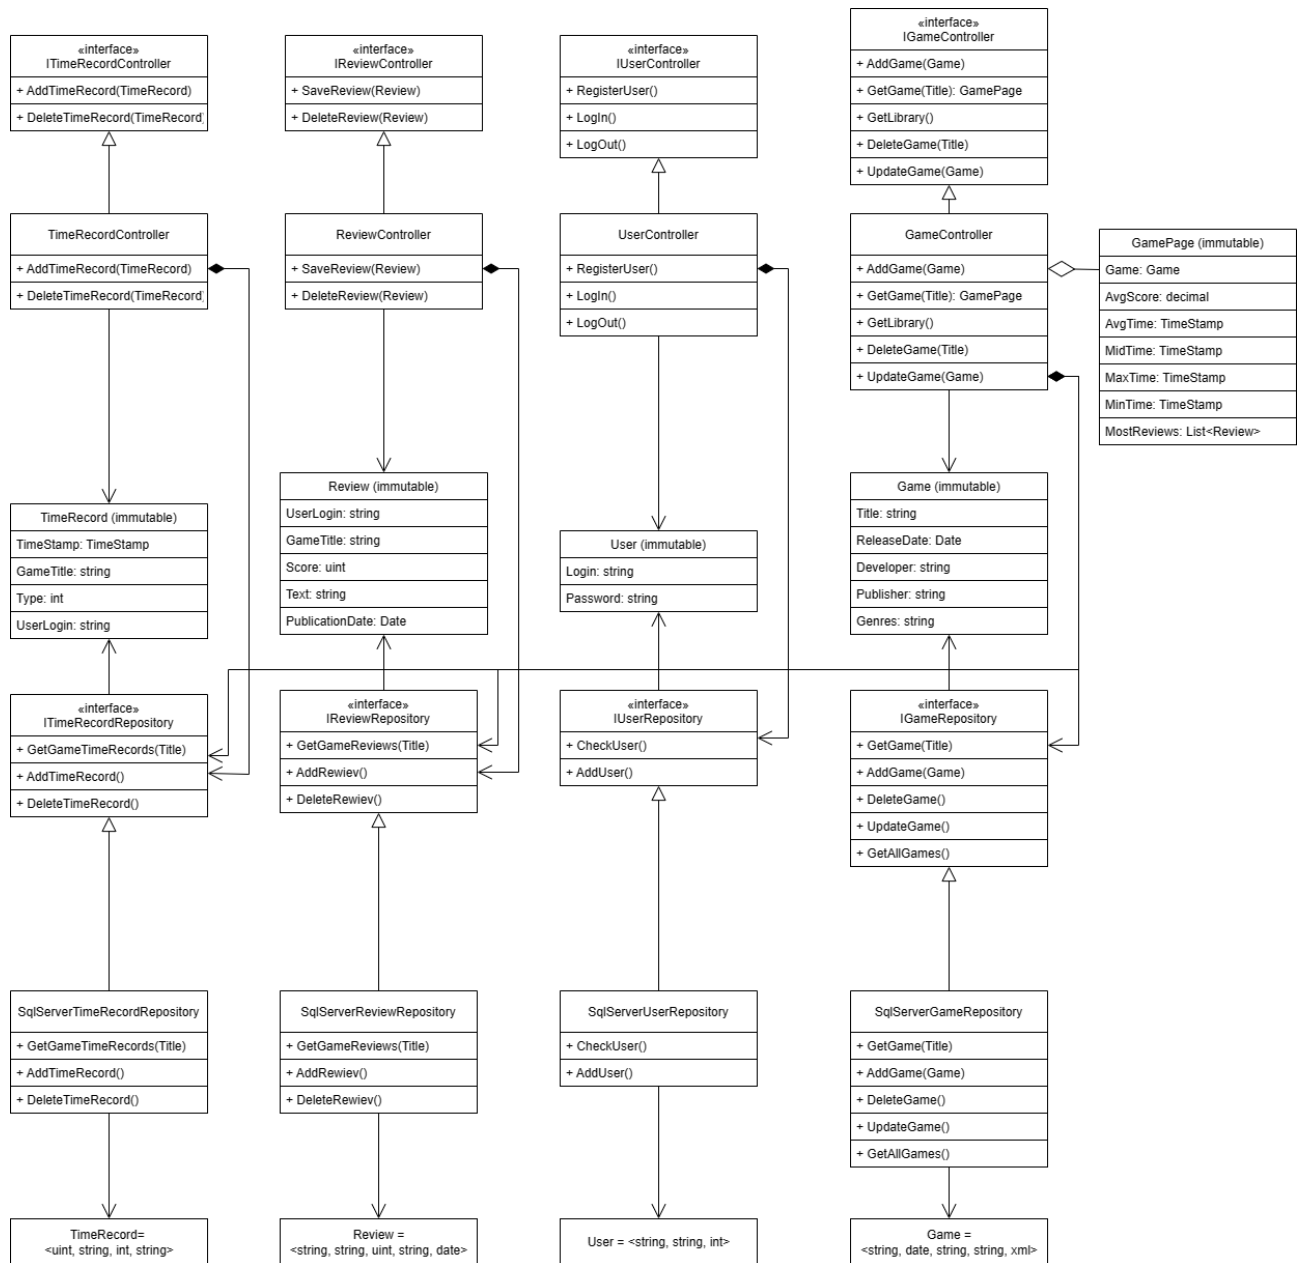 «interface»
ITimeRecordController
+ AddTimeRecord(TimeRecord)
+ DeleteTimeRecord(TimeRecord)
«interface»
IReviewController
+ SaveReview(Review)
+ DeleteReview(Review)
«interface»
IUserController
+ RegisterUser()
+ LogIn()
+ LogOut()
«interface»
IGameController
+ AddGame(Game)
+ GetGame(Title): GamePage
+ GetLibrary()
+ DeleteGame(Title)
+ UpdateGame(Game)
TimeRecordController
+ AddTimeRecord(TimeRecord)
+ DeleteTimeRecord(TimeRecord)
ReviewController
+ SaveReview(Review)
+ DeleteReview(Review)
UserController
+ RegisterUser()
+ LogIn()
+ LogOut()
GameController
+ AddGame(Game)
+ GetGame(Title): GamePage
+ GetLibrary()
+ DeleteGame(Title)
+ UpdateGame(Game)
GamePage (immutable)
Game: Game
AvgScore: decimal
AvgTime: TimeStamp
MidTime: TimeStamp
MaxTime: TimeStamp
MinTime: TimeStamp
MostReviews: List<Review>
TimeRecord (immutable)
TimeStamp: TimeStamp
GameTitle: string
Type: int
UserLogin: string
Review (immutable)
UserLogin: string
GameTitle: string
Score: uint
Text: string
PublicationDate: Date
User (immutable)
Login: string
Password: string
Game (immutable)
Title: string
ReleaseDate: Date
Developer: string
Publisher: string
Genres: string
«interface»
ITimeRecordRepository
+ GetGameTimeRecords(Title)
+ AddTimeRecord()
+ DeleteTimeRecord()
«interface»
IReviewRepository
+ GetGameReviews(Title)
+ AddRewiev()
+ DeleteRewiev()
«interface»
IUserRepository
+ CheckUser()
+ AddUser()
«interface»
IGameRepository
+ GetGame(Title)
+ AddGame(Game)
+ DeleteGame()
+ UpdateGame()
+ GetAllGames()
SqlServerTimeRecordRepository
+ GetGameTimeRecords(Title)
+ AddTimeRecord()
+ DeleteTimeRecord()
SqlServerReviewRepository
+ GetGameReviews(Title)
+ AddRewiev()
+ DeleteRewiev()
SqlServerUserRepository
+ CheckUser()
+ AddUser()
SqlServerGameRepository
+ GetGame(Title)
+ AddGame(Game)
+ DeleteGame()
+ UpdateGame()
+ GetAllGames()
TimeRecord=
<uint, string, int, string>
Review =
<string, string, uint, string, date>
User = <string, string, int>
Game =
<string, date, string, string, xml>